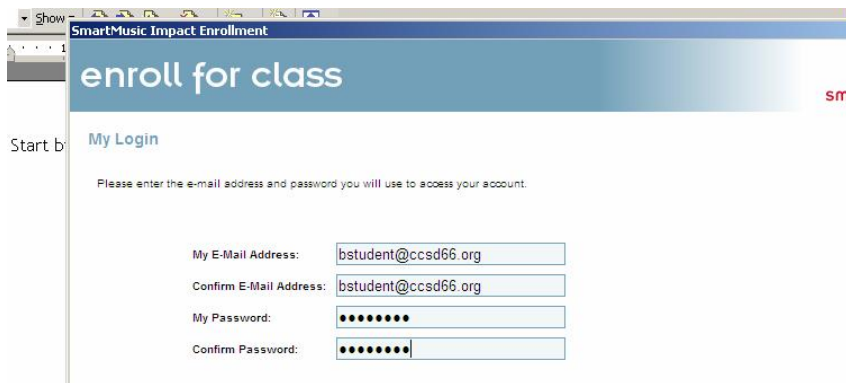 Show
SmartMusic Impact Enrollment
enroll for class
sm
Start b
My Login
Please enter the e-mail address and password you will use to access your account.
My E-Mail Address: bstudent@ccsd66.org
Confirm E-Mail Address: bstudent@ccsd66.org
My Password: ●●●●●●●●
Confirm Password: ●●●●●●●●